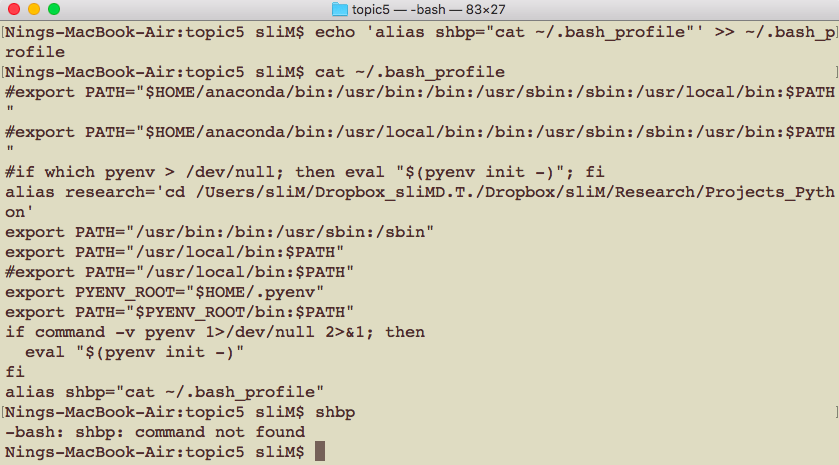 topic5 — -bash — 83×27
[Nings-MacBook-Air:topic5 sliM$ echo 'alias shbp="cat ~/.bash_profile"' >> ~/.bash_p]
rofile
[Nings-MacBook-Air:topic5 sliM$ cat ~/.bash_profile ]
#export PATH="$HOME/anaconda/bin:/usr/bin:/bin:/usr/sbin:/sbin:/usr/local/bin:$PATH
"
#export PATH="$HOME/anaconda/bin:/usr/local/bin:/bin:/usr/sbin:/sbin:/usr/bin:$PATH
"
#if which pyenv > /dev/null; then eval "$(pyenv init -)"; fi
alias research='cd /Users/sliM/Dropbox_sliMD.T./Dropbox/sliM/Research/Projects_Pyth
on'
export PATH="/usr/bin:/bin:/usr/sbin:/sbin"
export PATH="/usr/local/bin:$PATH"
#export PATH="/usr/local/bin:$PATH"
export PYENV_ROOT="$HOME/.pyenv"
export PATH="$PYENV_ROOT/bin:$PATH"
if command -v pyenv 1>/dev/null 2>&1; then
  eval "$(pyenv init -)"
fi
alias shbp="cat ~/.bash_profile"
[Nings-MacBook-Air:topic5 sliM$ shbp ]
-bash: shbp: command not found
Nings-MacBook-Air:topic5 sliM$